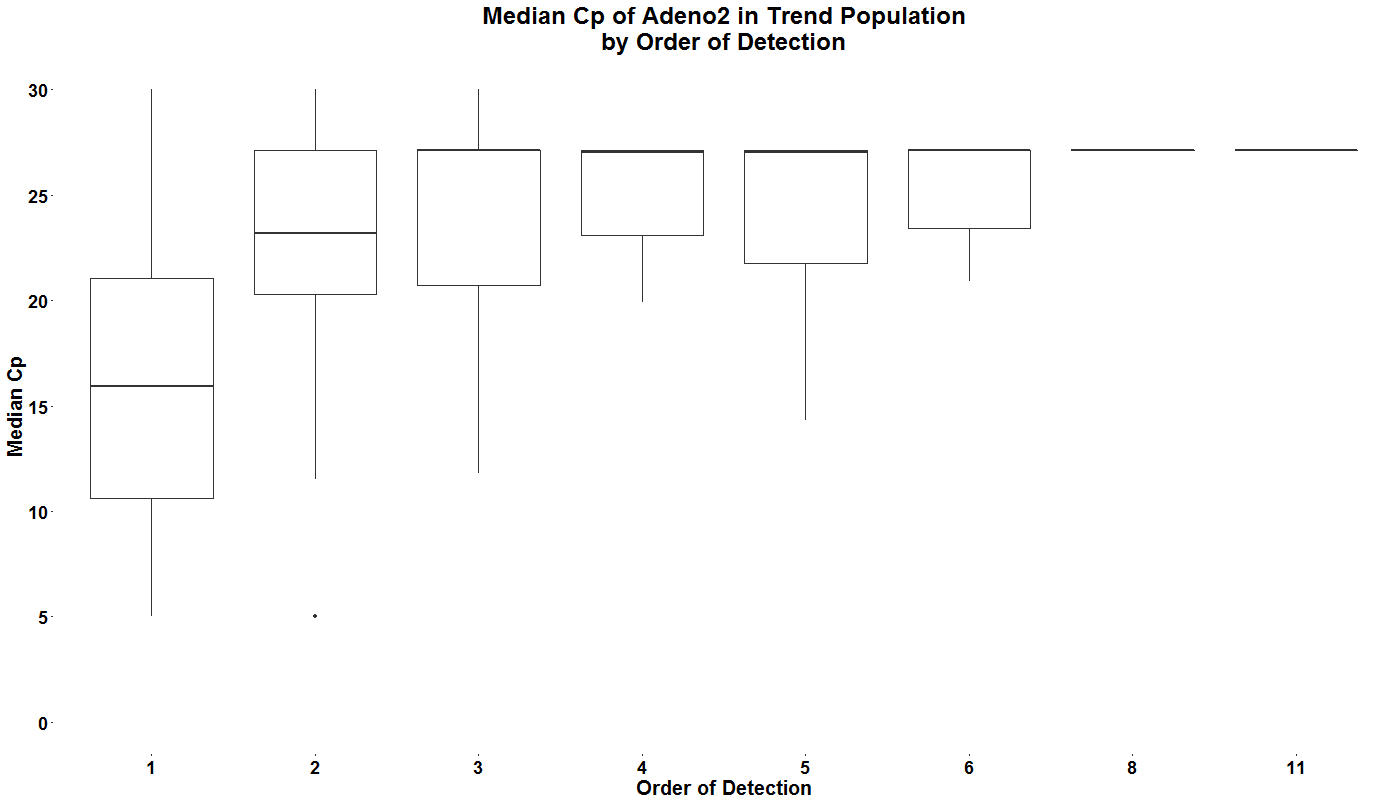 Median Cp of Adeno2 in Trend Population
by Order of Detection
30
25
20
15
10
5
0
Median Cp
1 2 3 4 5 6 8 11
Order of Detection